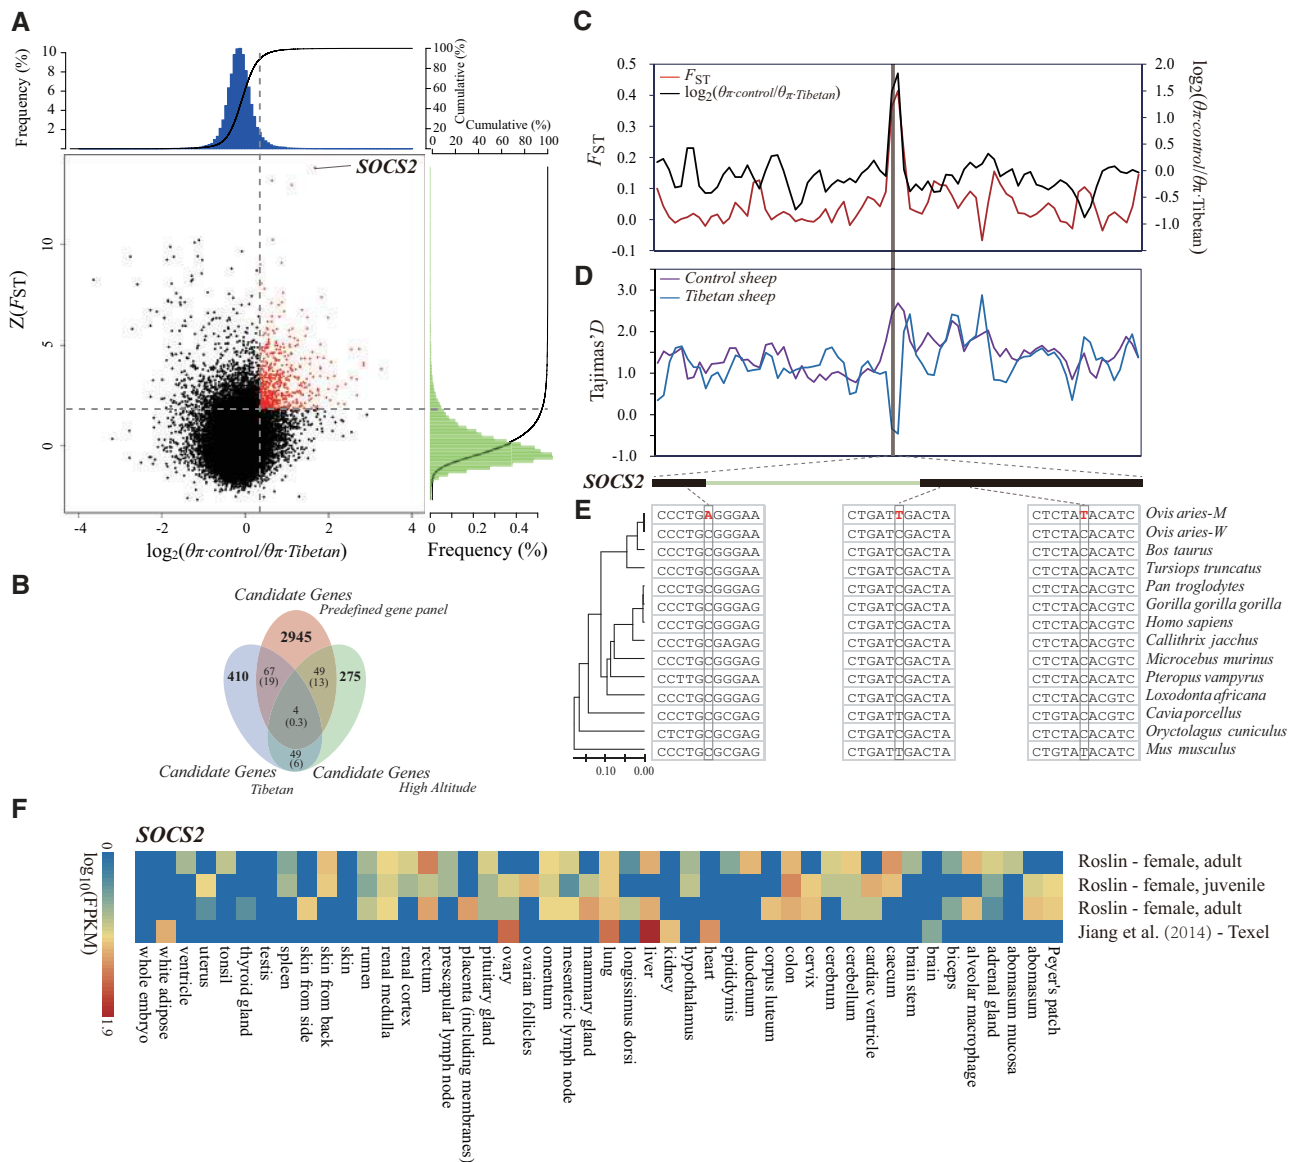 A
Frequency (%)
10
8
6
4
2
100
80
60
40
20
0
Cumulative (%)
Cumulative (%)
0 20 40 60 80 100
SOCS2
Z(FST)
10
5
0
-4 -2 0 2 4
log2(θπ·control/θπ·Tibetan)
0 0.2 0.4
Frequency (%)
B
Candidate Genes
Predefined gene panel
2945
410
67
(19)
49
(13)
275
4
(0.3)
49
(6)
Candidate Genes
Tibetan
Candidate Genes
High Altitude
C
FST
log2(θπ·control/θπ·Tibetan)
FST
0.5
0.4
0.3
0.2
0.1
0.0
-0.1
2.0
1.5
1.0
0.5
0.0
-0.5
-1.0
log2(θπ·control/θπ·Tibetan)
D
Control sheep
Tibetan sheep
Tajimas'D
3.0
2.0
1.0
0.0
-1.0
SOCS2
E
CCCTGAGGGAA CTGATTGACTA CTCTATACATC Ovis aries-M
CCCTGCGGGAA CTGATCGACTA CTCTACACATC Ovis aries-W
CCCTGCGGGAA CTGATCGACTA CTCTACACATC Bos taurus
CCCTGCGGGAA CTGATCGACTA CTCTACACATC Tursiops truncatus
CCCTGCGGGAG CTGATCGACTA CTCTACACGTC Pan troglodytes
CCCTGCGGGAG CTGATCGACTA CTCTACACGTC Gorilla gorilla gorilla
CCCTGCGGGAG CTGATCGACTA CTCTACACGTC Homo sapiens
CCCTGCGAGAG CTGATCGACTA CTCTACACGTC Callithrix jacchus
CCCTGCGGGAG CTGATCGACTA CTCTACACGTC Microcebus murinus
CCTTGCGGGAA CTGATCGACTA CTCTACACGTC Pteropus vampyrus
CCCTGCGGGAG CTGATCGACTA CTCTACACATC Loxodonta africana
CCCTGCGCGAG CTGATTGACTA CTGTACACGTC Cavia porcellus
CTCTGCGCGAG CTGATCGACTA CTCTACACATC Oryctolagus cuniculus
CCCTGCGCGAG CTGATTGACTA CTGTATACATC Mus musculus
0.10 0.00
F
SOCS2
0
log10(FPKM)
1.9
Roslin - female, adult
Roslin - female, juvenile
Roslin - female, adult
Jiang et al. (2014) - Texel
whole embryo
white adipose
ventricle
uterus
tonsil
thyroid gland
testis
spleen
skin from side
skin from back
skin
rumen
renal medulla
renal cortex
rectum
prescapular lymph node
placenta (including membranes)
pituitary gland
ovary
ovarian follicles
omentum
mesenteric lymph node
mammary gland
lung
longissimus dorsi
liver
kidney
hypothalamus
heart
epididymis
duodenum
corpus luteum
colon
cervix
cerebrum
cerebellum
cardiac ventricle
caecum
brain stem
brain
biceps
alveolar macrophage
adrenal gland
abomasum mucosa
abomasum
Peyer's patch